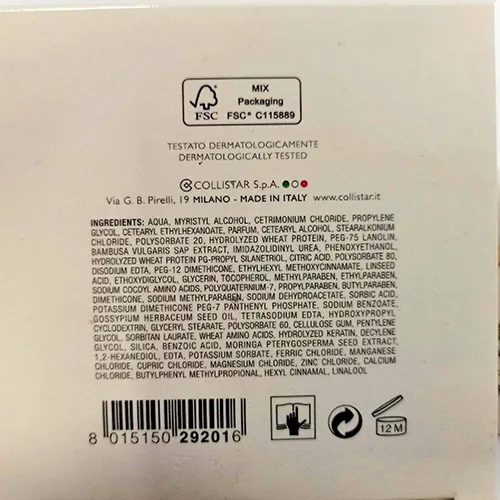 MIX
Packaging
FSC
FSC® C115889
TESTATO DERMATOLOGICAMENTE
DERMATOLOGICALLY TESTED
COLLISTAR S.p.A.
Via G. B. Pirelli, 19 MILANO - MADE IN ITALY www.collistar.it
INGREDIENTS: AQUA, MYRISTYL ALCOHOL, CETRIMONIUM CHLORIDE, PROPYLENE
GLYCOL, CETEARYL ETHYLHEXANOATE, PARFUM, CETEARYL ALCOHOL, STEARALKONIUM
CHLORIDE, POLYSORBATE 20, HYDROLYZED WHEAT PROTEIN, PEG-75 LANOLIN,
BAMBUSA VULGARIS SAP EXTRACT, IMIDAZOLIDINYL UREA, PHENOXYETHANOL,
HYDROLYZED WHEAT PROTEIN PG-PROPYL SILANETRIOL, CITRIC ACID, POLYSORBATE 80,
DISODIUM EDTA, PEG-12 DIMETHICONE, ETHYLHEXYL METHOXYCINNAMATE, LINSEED
ACID, ETHOXYDIGLYCOL, GLYCERIN, TOCOPHEROL, METHYLPARABEN, ETHYLPARABEN,
SODIUM COCOYL AMINO ACIDS, POLYQUATERNIUM-7, PROPYLPARABEN, BUTYLPARABEN,
DIMETHICONE, SODIUM METHYLPARABEN, SODIUM DEHYDROACETATE, SORBIC ACID,
POTASSIUM DIMETHICONE PEG-7 PANTHENYL PHOSPHATE, SODIUM BENZOATE,
GOSSYPIUM HERBACEUM SEED OIL, TETRASODIUM EDTA, HYDROXYPROPYL
CYCLODEXTRIN, GLYCERYL STEARATE, POLYSORBATE 60, CELLULOSE GUM, PENTYLENE
GLYCOL, SORBITAN LAURATE, WHEAT AMINO ACIDS, HYDROLYZED KERATIN, DECYLENE
GLYCOL, SILICA, BENZOIC ACID, MORINGA PTERYGOSPERMA SEED EXTRACT,
1,2-HEXANEDIOL, EDTA, POTASSIUM SORBATE, FERRIC CHLORIDE, MANGANESE
CHLORIDE, CUPRIC CHLORIDE, MAGNESIUM CHLORIDE, ZINC CHLORIDE, CALCIUM
CHLORIDE, BUTYLPHENYL METHYLPROPIONAL, HEXYL CINNAMAL, LINALOOL
8 015150 292016
12 M